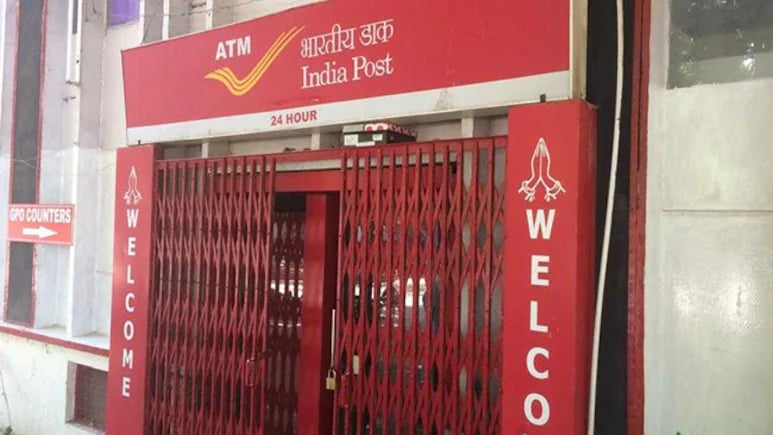 ATM
भारतीय डाक
India Post
24 HOUR
GPO COUNTERS
WELCOME
WELCO